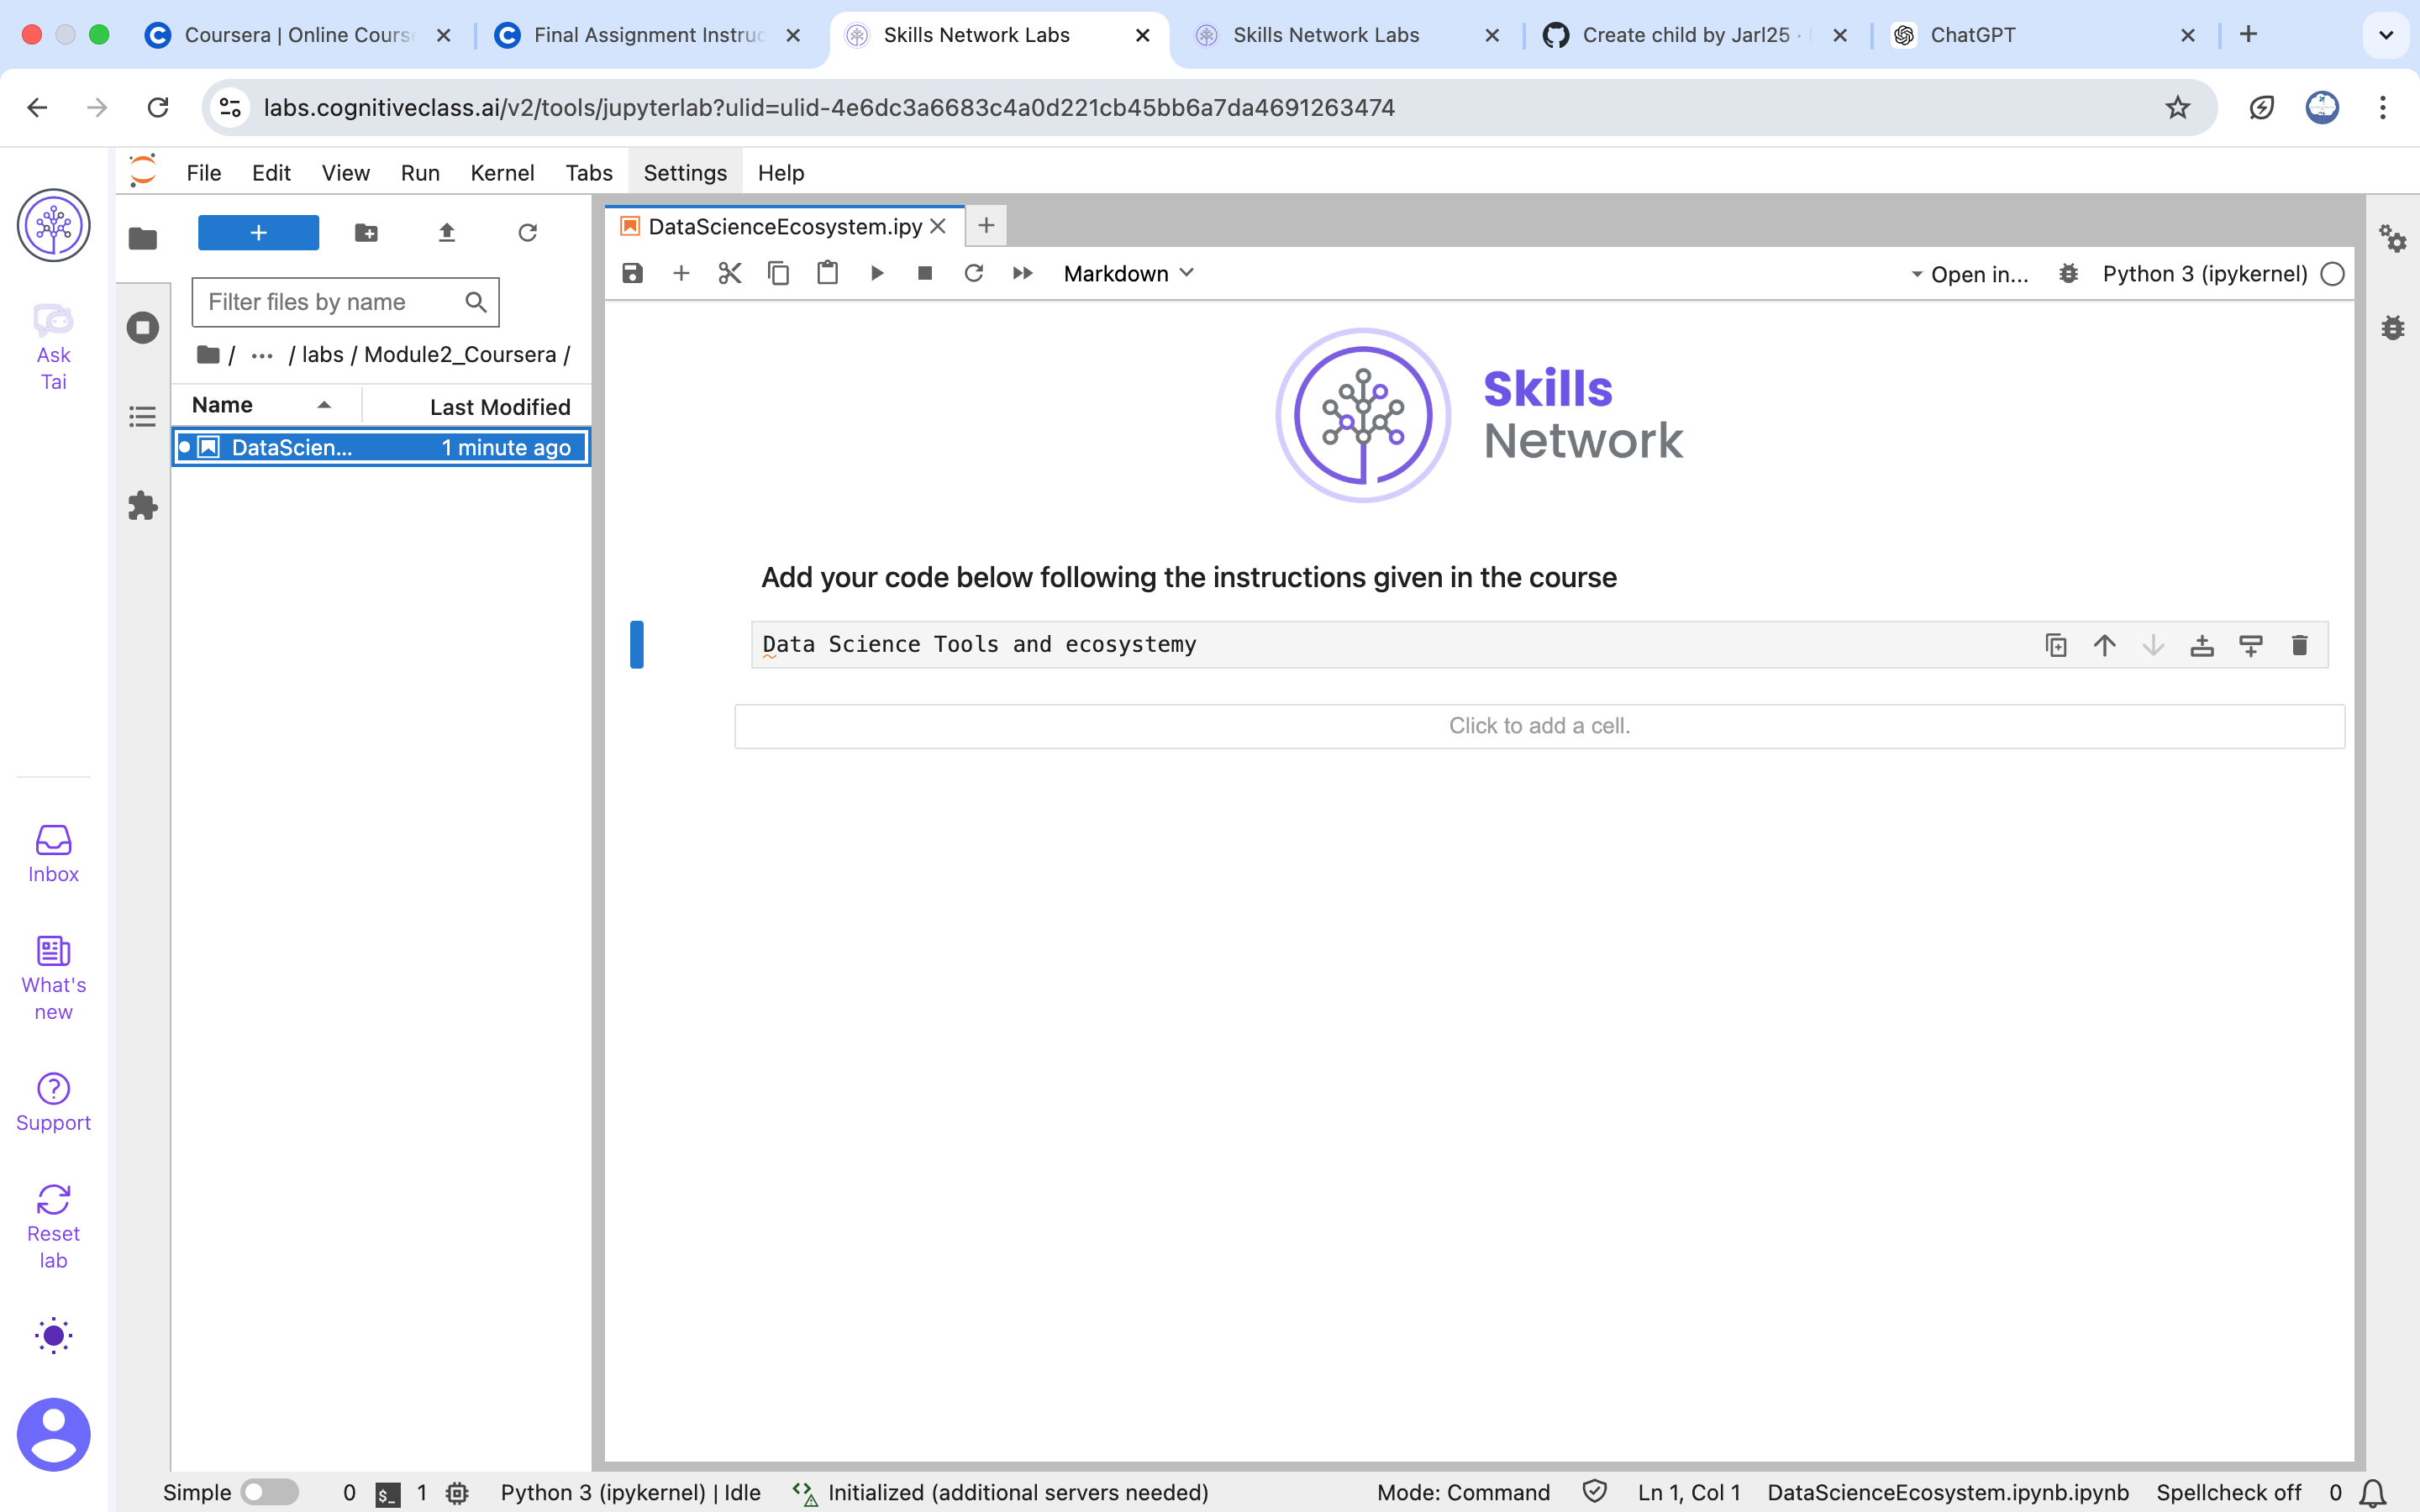 Coursera | Online Course
Final Assignment Instruc
Skills Network Labs
Skills Network Labs
Create child by Jarl25 ·
ChatGPT
labs.cognitiveclass.ai/v2/tools/jupyterlab?ulid=ulid-4e6dc3a6683c4a0d221cb45bb6a7da4691263474
File Edit View Run Kernel Tabs Settings Help
Ask
Tai
Inbox
What's
new
Support
Reset
lab
Filter files by name
/ ... / labs / Module2_Coursera /
Name Last Modified
DataScien... 1 minute ago
DataScienceEcosystem.ipy
Markdown
Open in...
Python 3 (ipykernel)
Skills
Network
Add your code below following the instructions given in the course
Data Science Tools and ecosystemy
Click to add a cell.
Simple 0 $_ 1 Python 3 (ipykernel) | Idle Initialized (additional servers needed) Mode: Command Ln 1, Col 1 DataScienceEcosystem.ipynb.ipynb Spellcheck off 0